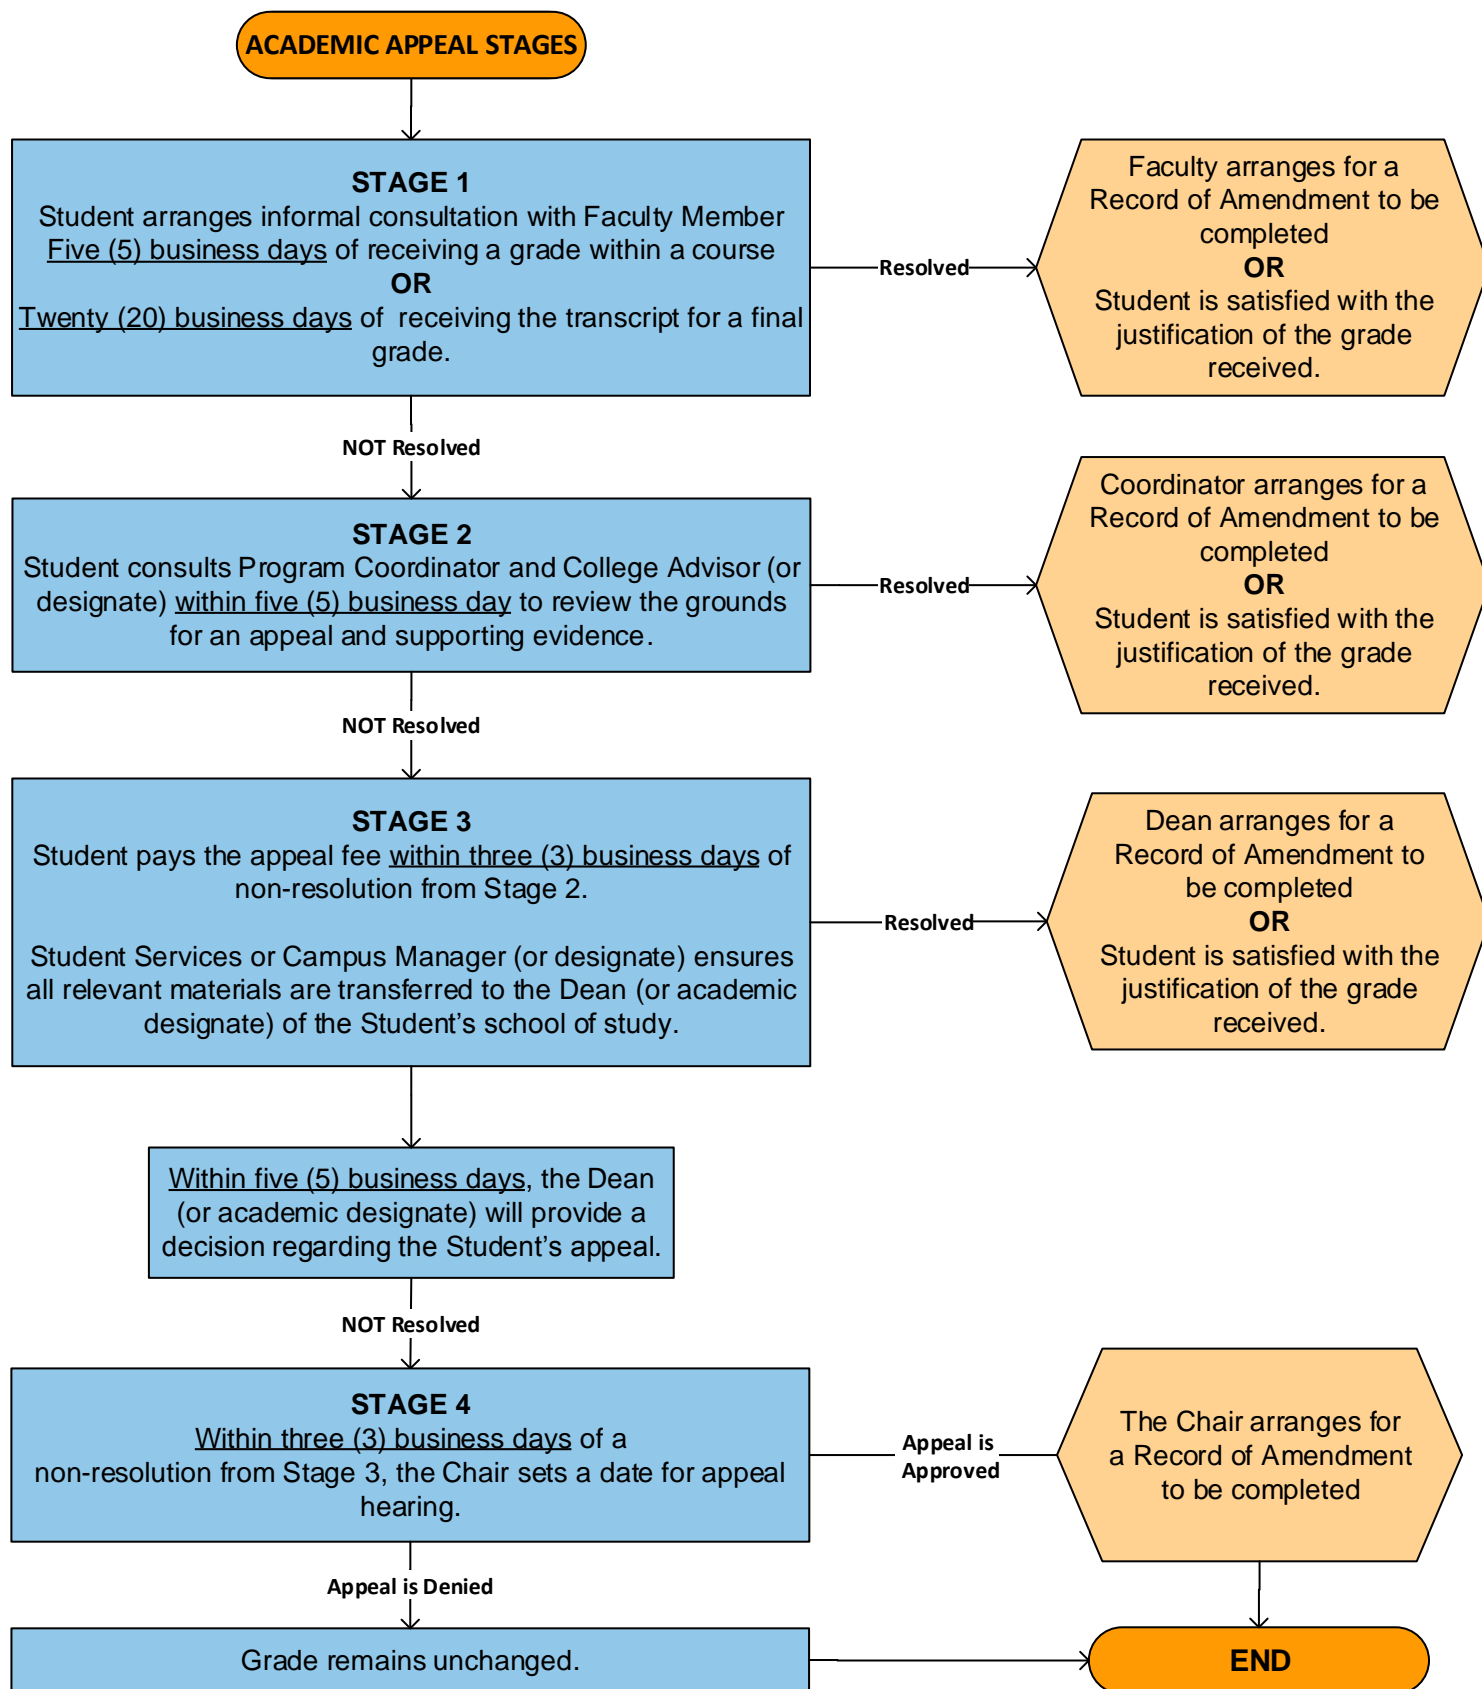 ACADEMIC APPEAL STAGES
STAGE 1
Student arranges informal consultation with Faculty Member
Five (5) business days of receiving a grade within a course
OR
Twenty (20) business days of receiving the transcript for a final
grade.
Resolved
Faculty arranges for a
Record of Amendment to be
completed
OR
Student is satisfied with the
justification of the grade
received.
NOT Resolved
STAGE 2
Student consults Program Coordinator and College Advisor (or
designate) within five (5) business day to review the grounds
for an appeal and supporting evidence.
Resolved
Coordinator arranges for a
Record of Amendment to be
completed
OR
Student is satisfied with the
justification of the grade
received.
NOT Resolved
STAGE 3
Student pays the appeal fee within three (3) business days of
non-resolution from Stage 2.
Student Services or Campus Manager (or designate) ensures
all relevant materials are transferred to the Dean (or academic
designate) of the Student’s school of study.
Resolved
Dean arranges for a
Record of Amendment to
be completed
OR
Student is satisfied with the
justification of the grade
received.
Within five (5) business days, the Dean
(or academic designate) will provide a
decision regarding the Student’s appeal.
NOT Resolved
STAGE 4
Within three (3) business days of a
non-resolution from Stage 3, the Chair sets a date for appeal
hearing.
Appeal is
Approved
The Chair arranges for
a Record of Amendment
to be completed
Appeal is Denied
Grade remains unchanged.
END